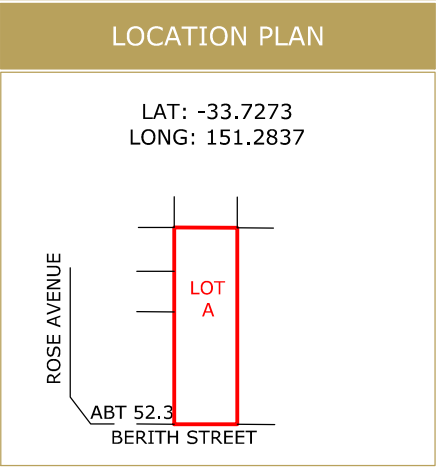 LOCATION PLAN
LAT: -33.7273
LONG: 151.2837
ROSE AVENUE
LOT
A
ABT 52.3
BERITH STREET